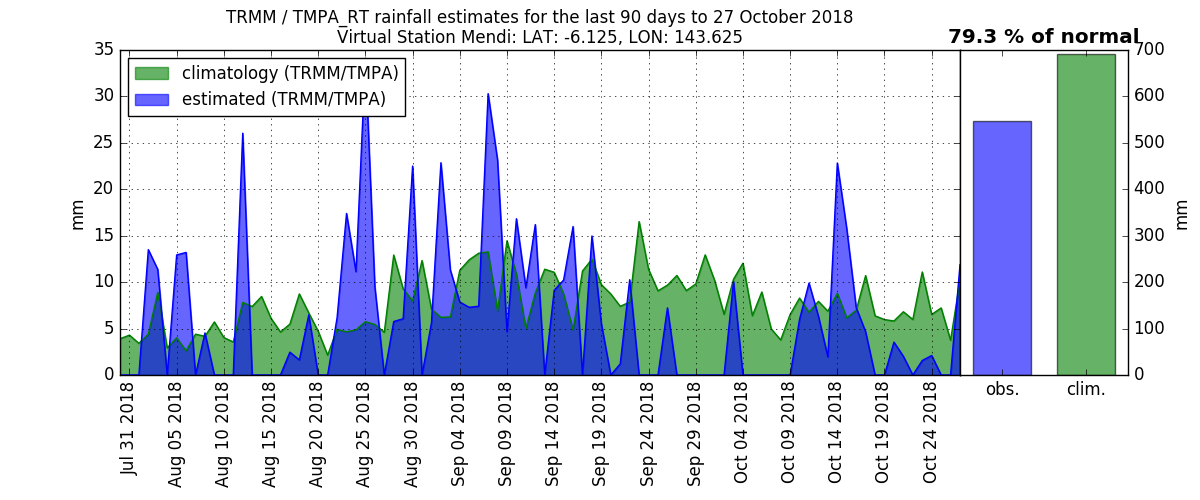 TRMM / TMPA_RT rainfall estimates for the last 90 days to 27 October 2018
Virtual Station Mendi: LAT: -6.125, LON: 143.625
79.3 % of normal
climatology (TRMM/TMPA)
estimated (TRMM/TMPA)
mm
35
30
25
20
15
10
5
0
Jul 31 2018
Aug 05 2018
Aug 10 2018
Aug 15 2018
Aug 20 2018
Aug 25 2018
Aug 30 2018
Sep 04 2018
Sep 09 2018
Sep 14 2018
Sep 19 2018
Sep 24 2018
Sep 29 2018
Oct 04 2018
Oct 09 2018
Oct 14 2018
Oct 19 2018
Oct 24 2018
obs.
clim.
700
600
500
400
300
200
100
0
mm